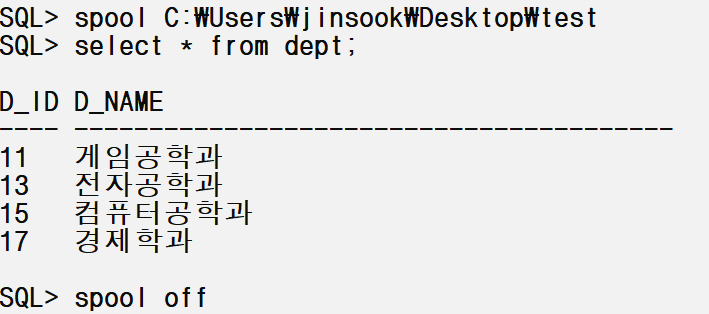 SQL> spool C:₩Users₩jinsook₩Desktop₩test
SQL> select * from dept;
D_ID D_NAME
---- ----------------------------------------
11 게임공학과
13 전자공학과
15 컴퓨터공학과
17 경제학과
SQL> spool off